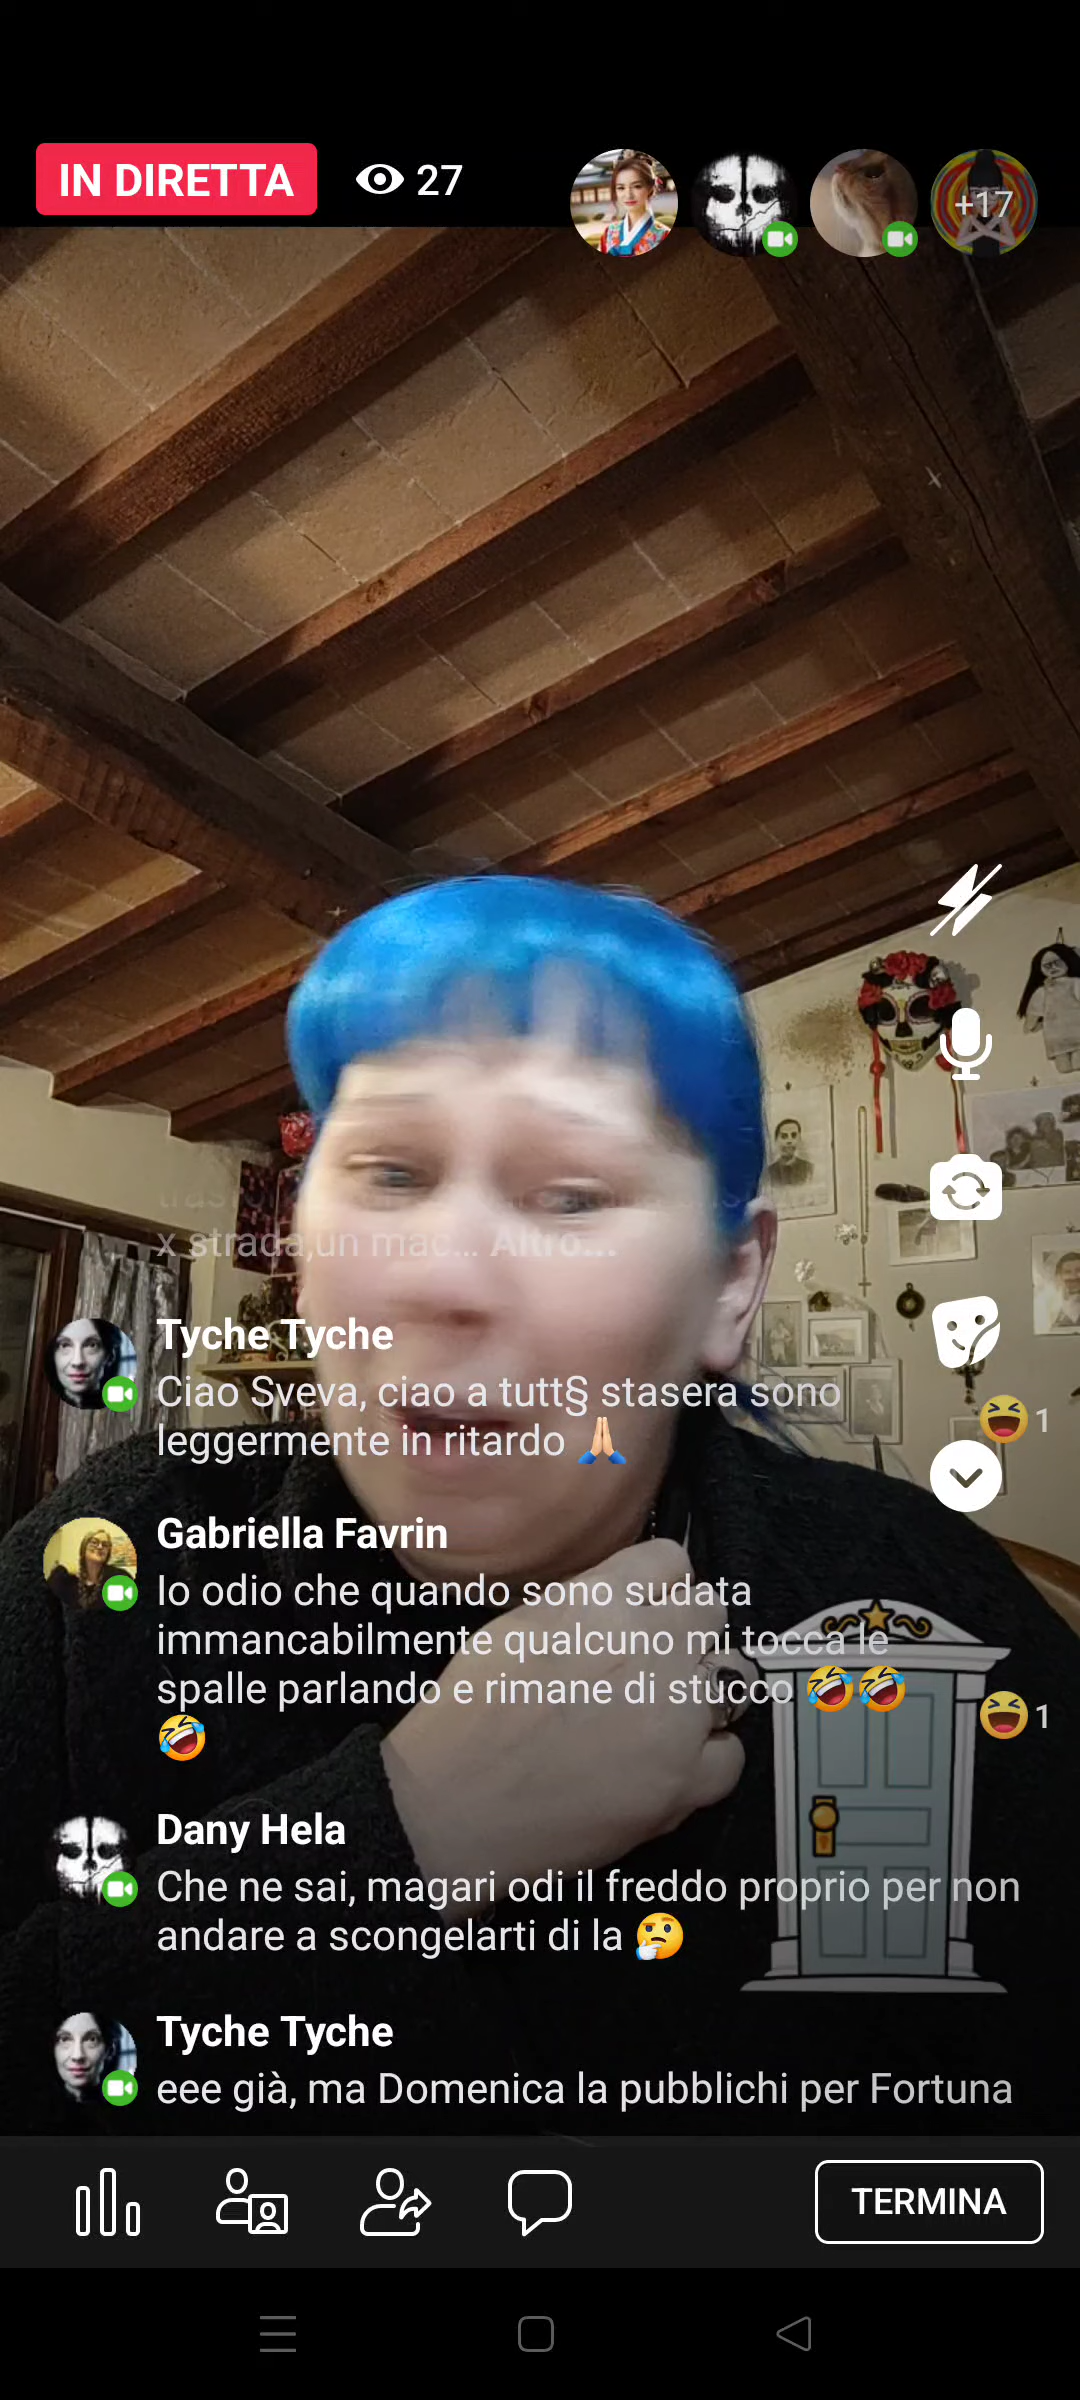 IN DIRETTA
27
+17
x strada,un mac... Altro...
Tyche Tyche
Ciao Sveva, ciao a tutt§ stasera sono
leggermente in ritardo 🙏🏻
1
Gabriella Favrin
Io odio che quando sono sudata
immancabilmente qualcuno mi tocca le
spalle parlando e rimane di stucco 🤣🤣
🤣
1
Dany Hela
Che ne sai, magari odi il freddo proprio per non
andare a scongelarti di la 🤔
Tyche Tyche
eee già, ma Domenica la pubblichi per Fortuna
TERMINA